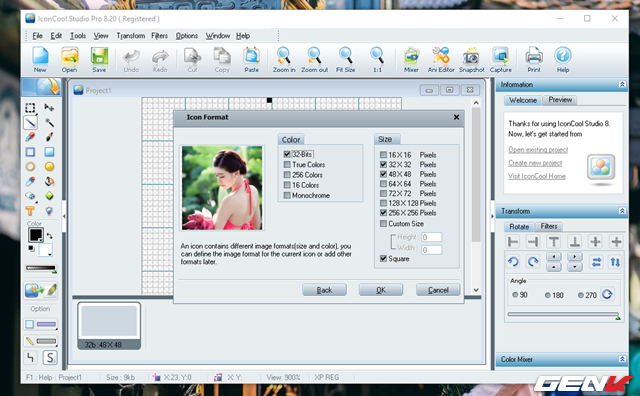 IconCool Studio Pro 8.20 ( Registered )
File Edit Tools View Transform Filters Options Window Help
New Open Save Undo Redo Cut Copy Paste Zoom in Zoom out Fit Size 1:1 Mixer Ani Editor Snapshot Capture Print Help
Project1
Information
Welcome Preview
Thanks for using IconCool Studio 8.
Now, let's get started from
Open existing project
Create new project
Visit IconCool Home
Icon Format
Color
32-Bits
True Colors
256 Colors
16 Colors
Monochrome
Size
16 X 16 Pixels
32 X 32 Pixels
48 X 48 Pixels
64 X 64 Pixels
72 X 72 Pixels
128 X 128 Pixels
256 X 256 Pixels
Custom Size
Height: 0
Width: 0
Square
An icon contains different image formats(size and color), you
can define the image format for the current icon or add other
formats later.
Back OK Cancel
Transform
Rotate Filters
Angle
90 180 270
Color Mixer
Color
Option
32b :48 X 48
F1 : Help Project1 Size : 9kb X:23, Y:0 X: Y: View: 900% XP REG
GENK